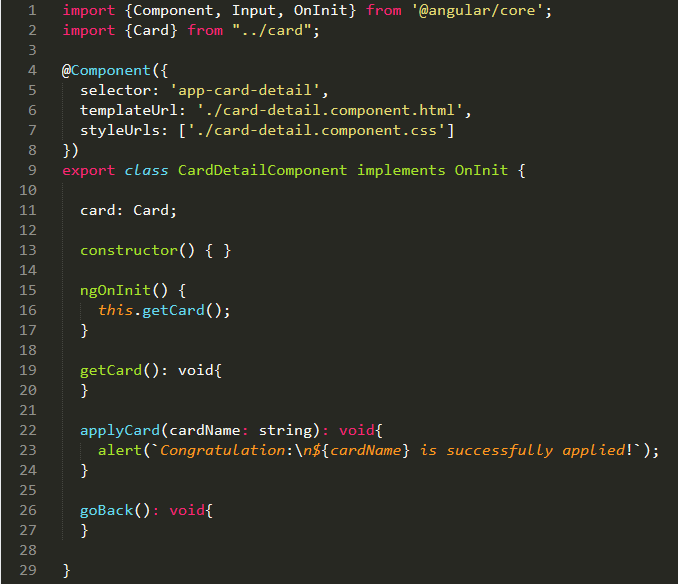 1 import {Component, Input, OnInit} from '@angular/core';
2 import {Card} from "../card";
3
4 @Component({
5   selector: 'app-card-detail',
6   templateUrl: './card-detail.component.html',
7   styleUrls: ['./card-detail.component.css']
8 })
9 export class CardDetailComponent implements OnInit {
10
11   card: Card;
12
13   constructor() { }
14
15   ngOnInit() {
16     this.getCard();
17   }
18
19   getCard(): void{
20   }
21
22   applyCard(cardName: string): void{
23     alert(`Congratulation:\n${cardName} is successfully applied!`);
24   }
25
26   goBack(): void{
27   }
28
29 }